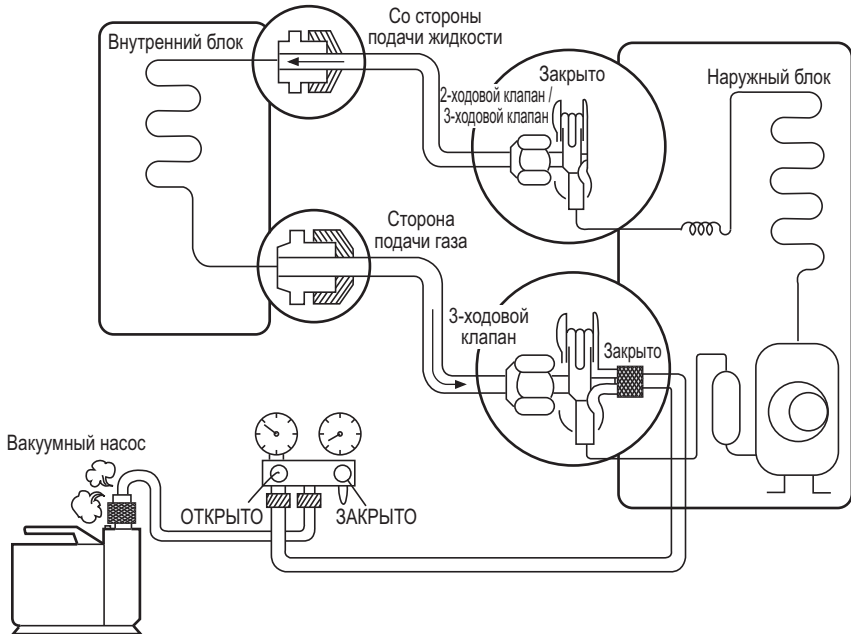 Со стороны
подачи жидкости
Внутренний блок
Закрыто
2-ходовой клапан /
3-ходовой клапан
Наружный блок
Сторона
подачи газа
3-ходовой
клапан
Закрыто
Вакуумный насос
ОТКРЫТО
ЗАКРЫТО